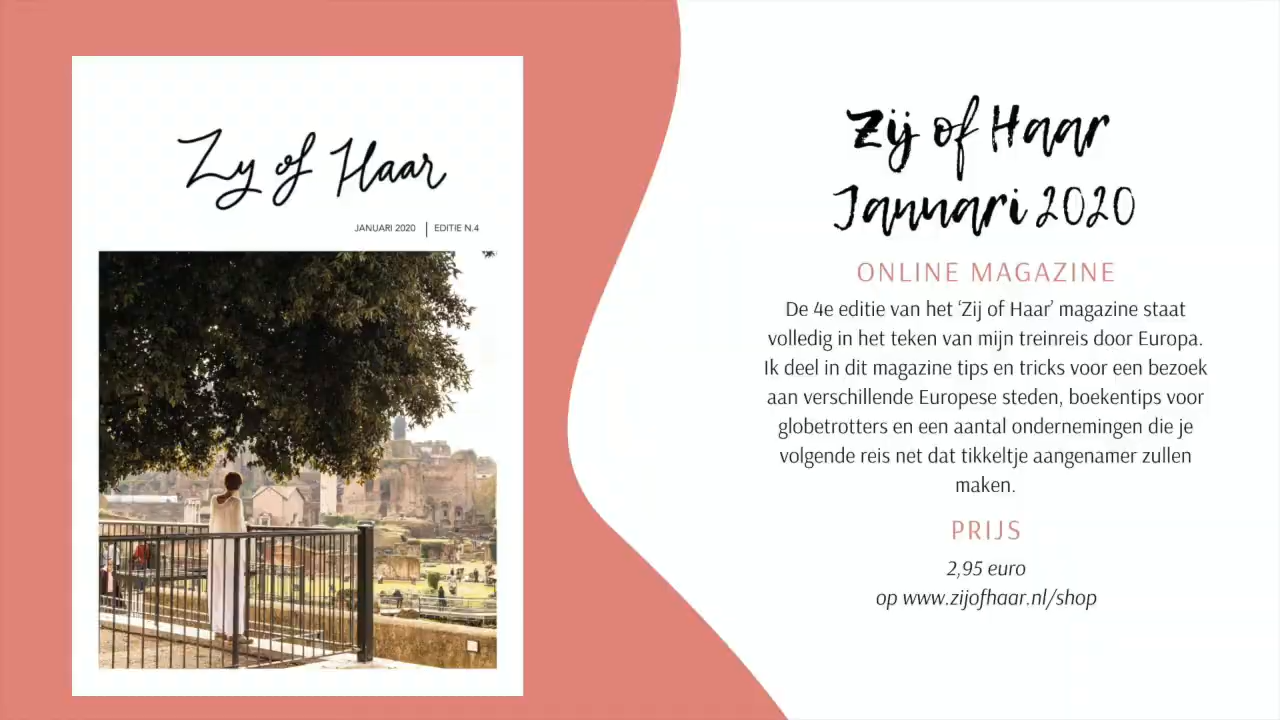 Zy of Haar
JANUARI 2020 | EDITIE N.4
Zij of Haar
Januari 2020
ONLINE MAGAZINE
De 4e editie van het ‘Zij of Haar’ magazine staat
volledig in het teken van mijn treinreis door Europa.
Ik deel in dit magazine tips en tricks voor een bezoek
aan verschillende Europese steden, boekentips voor
globetrotters en een aantal ondernemingen die je
volgende reis net dat tikkeltje aangenamer zullen
maken.
PRIJS
2,95 euro
op www.zijofhaar.nl/shop